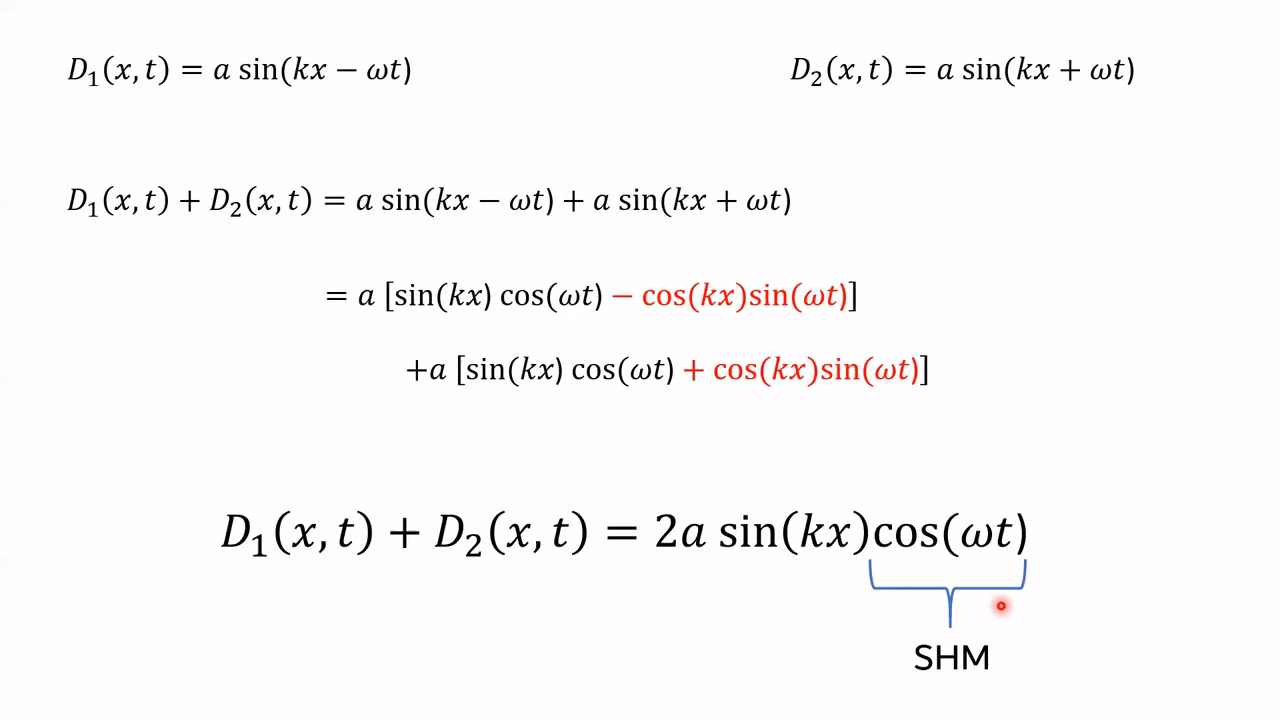 D₁(x, t) = a sin(kx − ωt)
D₂(x, t) = a sin(kx + ωt)
D₁(x, t) + D₂(x, t) = a sin(kx − ωt) + a sin(kx + ωt)
= a [sin(kx) cos(ωt) − cos(kx)sin(ωt)]
+a [sin(kx) cos(ωt) + cos(kx)sin(ωt)]
D₁(x, t) + D₂(x, t) = 2a sin(kx)cos(ωt)
SHM